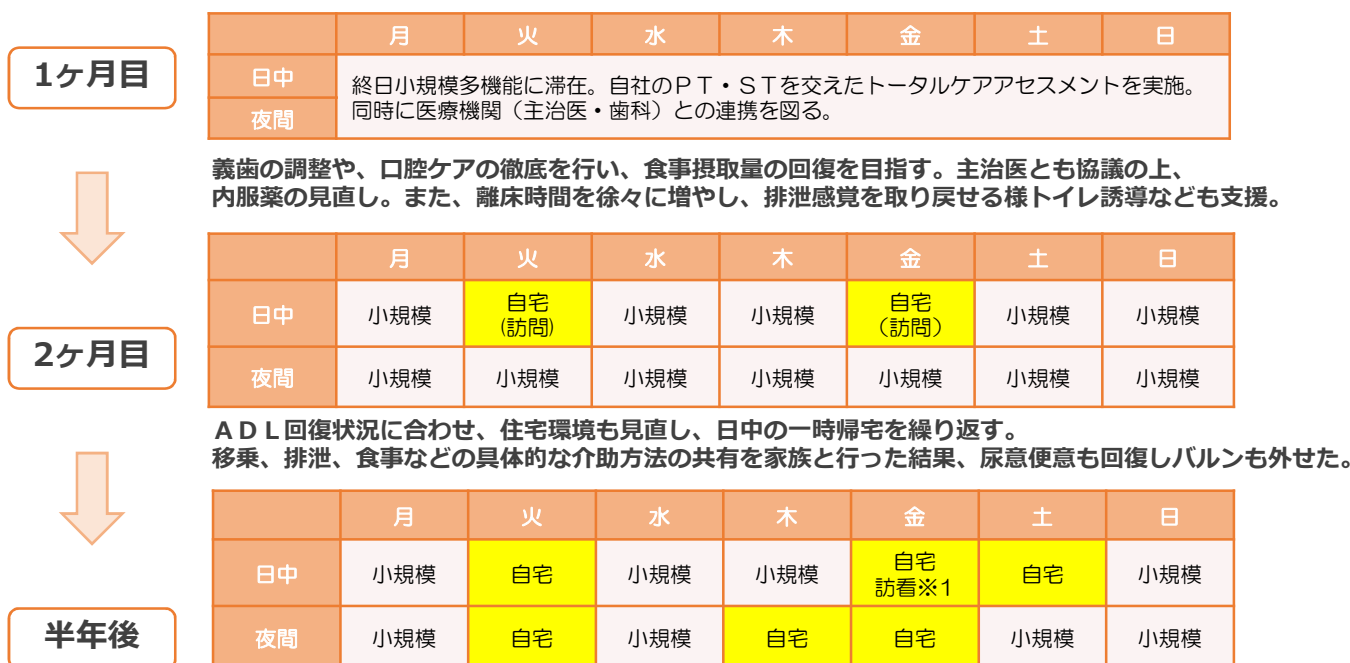 1ヶ月目
月 火 水 木 金 土 日
日中
夜間
終日小規模多機能に滞在。自社のPT・STを交えたトータルケアアセスメントを実施。
同時に医療機関（主治医・歯科）との連携を図る。
義歯の調整や、口腔ケアの徹底を行い、食事摂取量の回復を目指す。主治医とも協議の上、
内服薬の見直し。また、離床時間を徐々に増やし、排泄感覚を取り戻せる様トイレ誘導なども支援。
2ヶ月目
月 火 水 木 金 土 日
日中 小規模 自宅(訪問) 小規模 小規模 自宅（訪問） 小規模 小規模
夜間 小規模 小規模 小規模 小規模 小規模 小規模 小規模
ADL回復状況に合わせ、住宅環境も見直し、日中の一時帰宅を繰り返す。
移乗、排泄、食事などの具体的な介助方法の共有を家族と行った結果、尿意便意も回復しバルンも外せた。
半年後
月 火 水 木 金 土 日
日中 小規模 自宅 小規模 小規模 自宅訪看※1 自宅 小規模
夜間 小規模 自宅 小規模 自宅 自宅 小規模 小規模